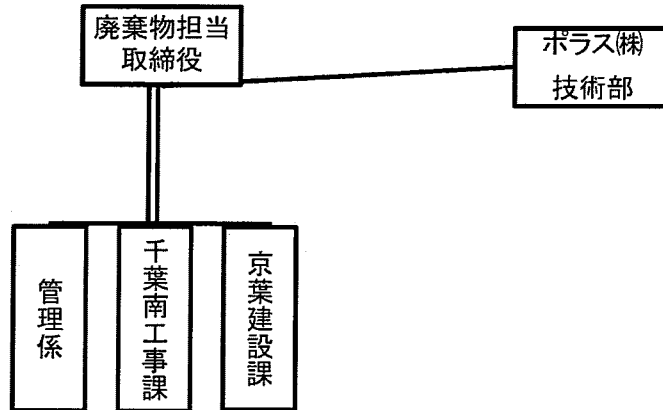 廃棄物担当
取締役
ポラス㈱
技術部
管理係
千葉南工事課
京葉建設課